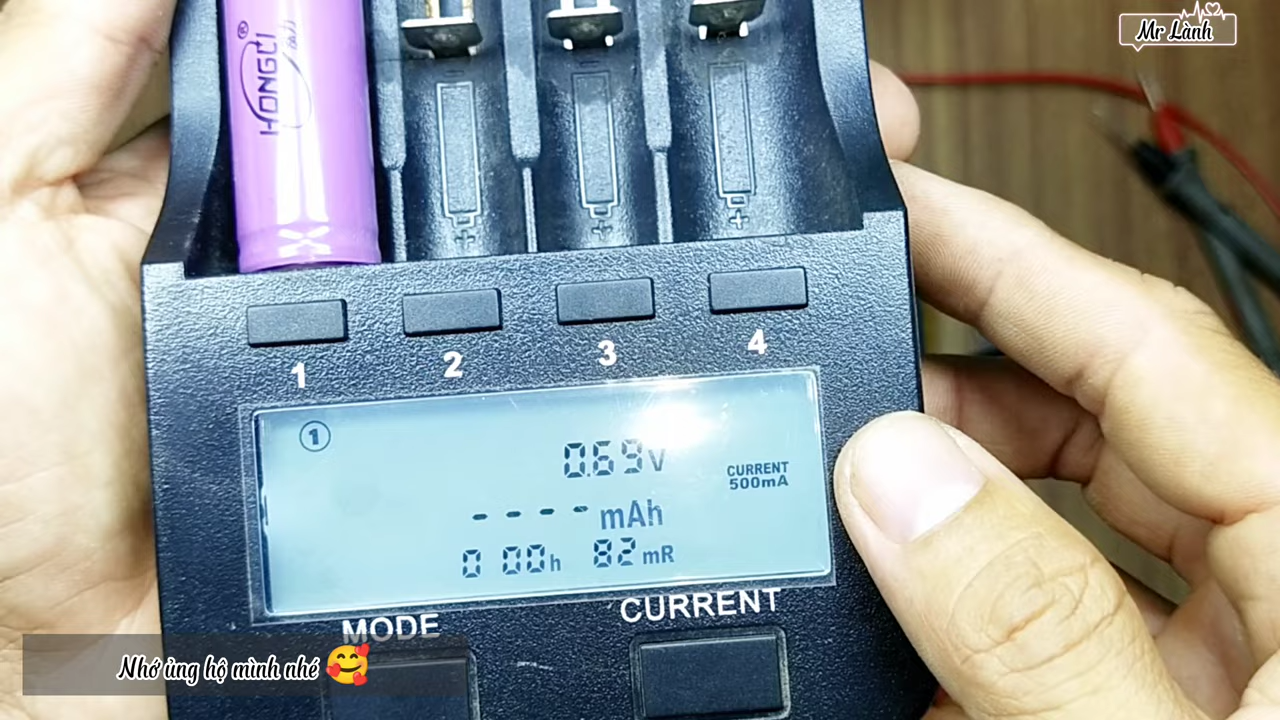 Mr Lành
® HONGLI
+
+
+
1
2
3
4
①
0.69V
CURRENT
500mA
---- mAh
0 00h 82mR
MODE
CURRENT
Nhớ ủng hộ mình nhé 🥰